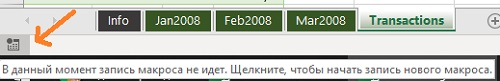 Info Jan2008 Feb2008 Mar2008 Transactions
В данный момент запись макроса не идет. Щелкните, чтобы начать запись нового макроса.